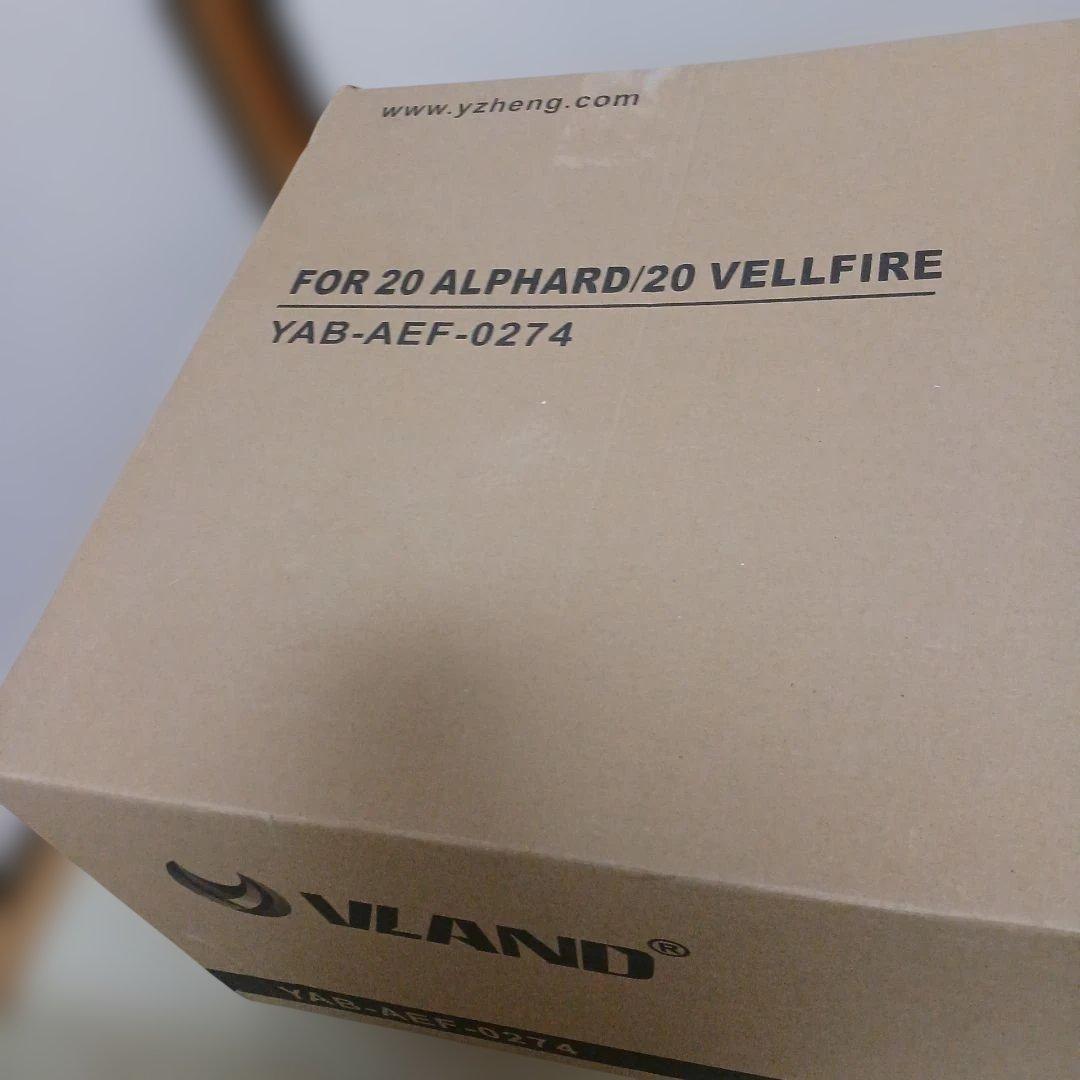 www.yzheng.com
FOR 20 ALPHARD/20 VELLFIRE
YAB-AEF-0274
VLAND®
YAB-AEF-0274